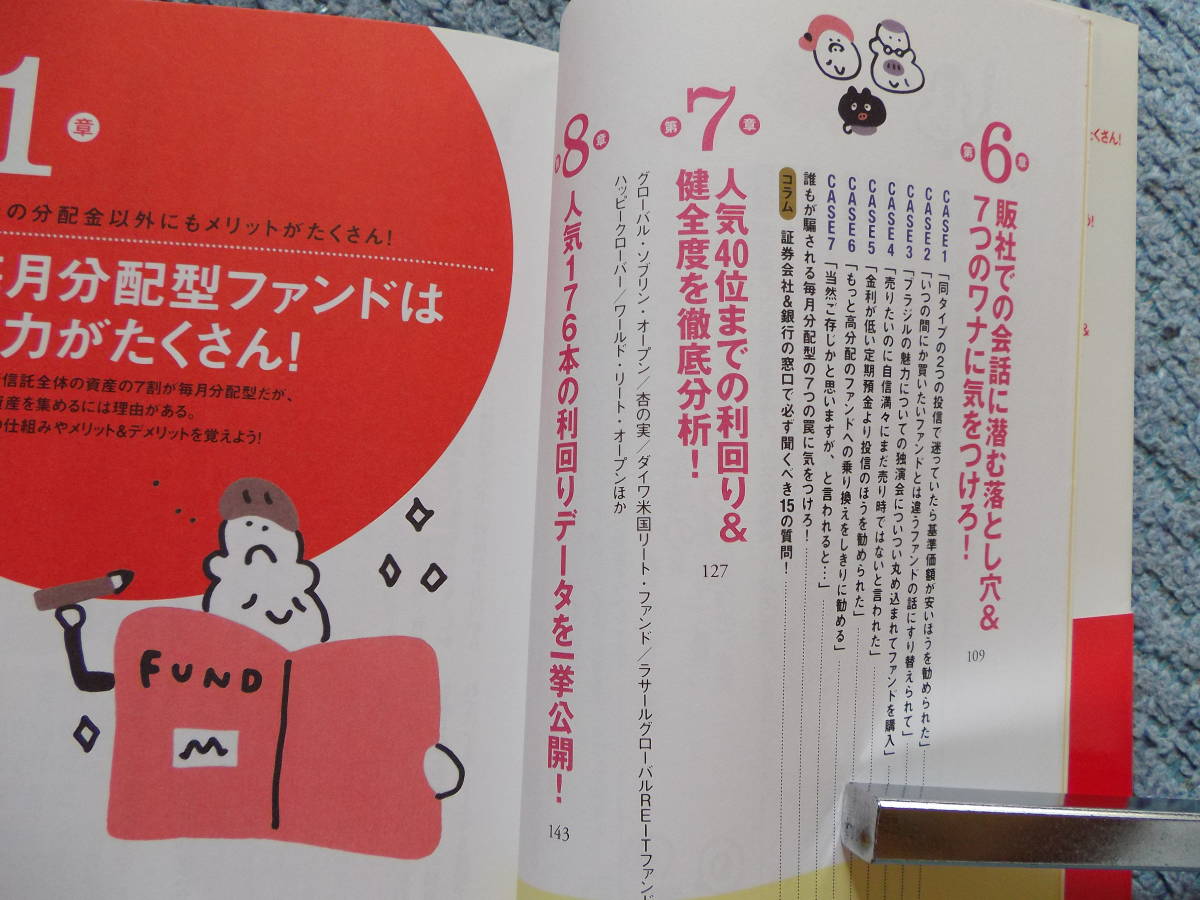 第6章
販社での会話に潜む落とし穴&
7つのワナに気をつけろ!
109
CASE1 「同タイプの2つの投信で迷っていたら基準価額が安いほうを勧められた」
CASE2 「いつの間にか買いたいファンドとは違うファンドの話にすり替えられて」
CASE3 「ブラジルの魅力についての独演会についつい丸め込まれてファンドを購入」
CASE4 「売りたいのに自信満々にまだ売り時ではないと言われた」
CASE5 「金利が低い定期預金より投信のほうを勧められた」
CASE6 「もっと高分配のファンドへの乗り換えをしきりに勧める」
CASE7 「当然ご存じかと思いますが、と言われると…」
誰もが騙される毎月分配型の7つの罠に気をつけろ!
コラム 証券会社&銀行の窓口で必ず聞くべき15の質問!
第7章
人気40位までの利回り&
健全度を徹底分析!
127
グローバル・ソブリン・オープン/杏の実/ダイワ米国リート・ファンド/ラサールグローバルREITファンド
ハッピークローバー/ワールド・リート・オープンほか
8章
人気176本の利回りデータを一挙公開!
143
1章
の分配金以外にもメリットがたくさん!
毎月分配型ファンドは
力がたくさん!
信託全体の資産の7割が毎月分配型だが、
資産を集めるには理由がある。
仕組みやメリット&デメリットを覚えよう!
FUND
たくさん!
!
&